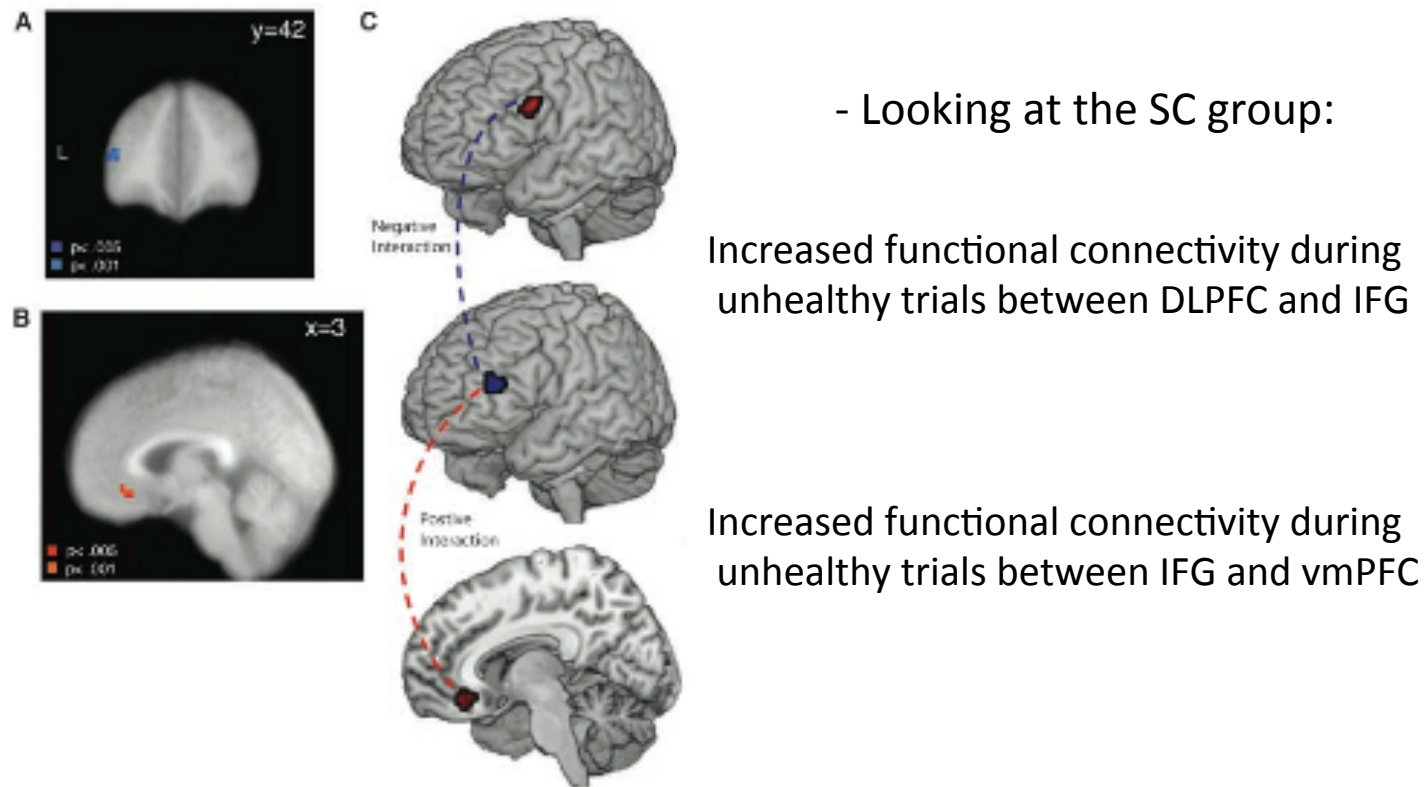 A
y=42
L
p< .005
p< .001
B
x=3
p< .005
p< .001
C
Negative
Interaction
Postive
Interaction
- Looking at the SC group:
Increased functional connectivity during
unhealthy trials between DLPFC and IFG
Increased functional connectivity during
unhealthy trials between IFG and vmPFC